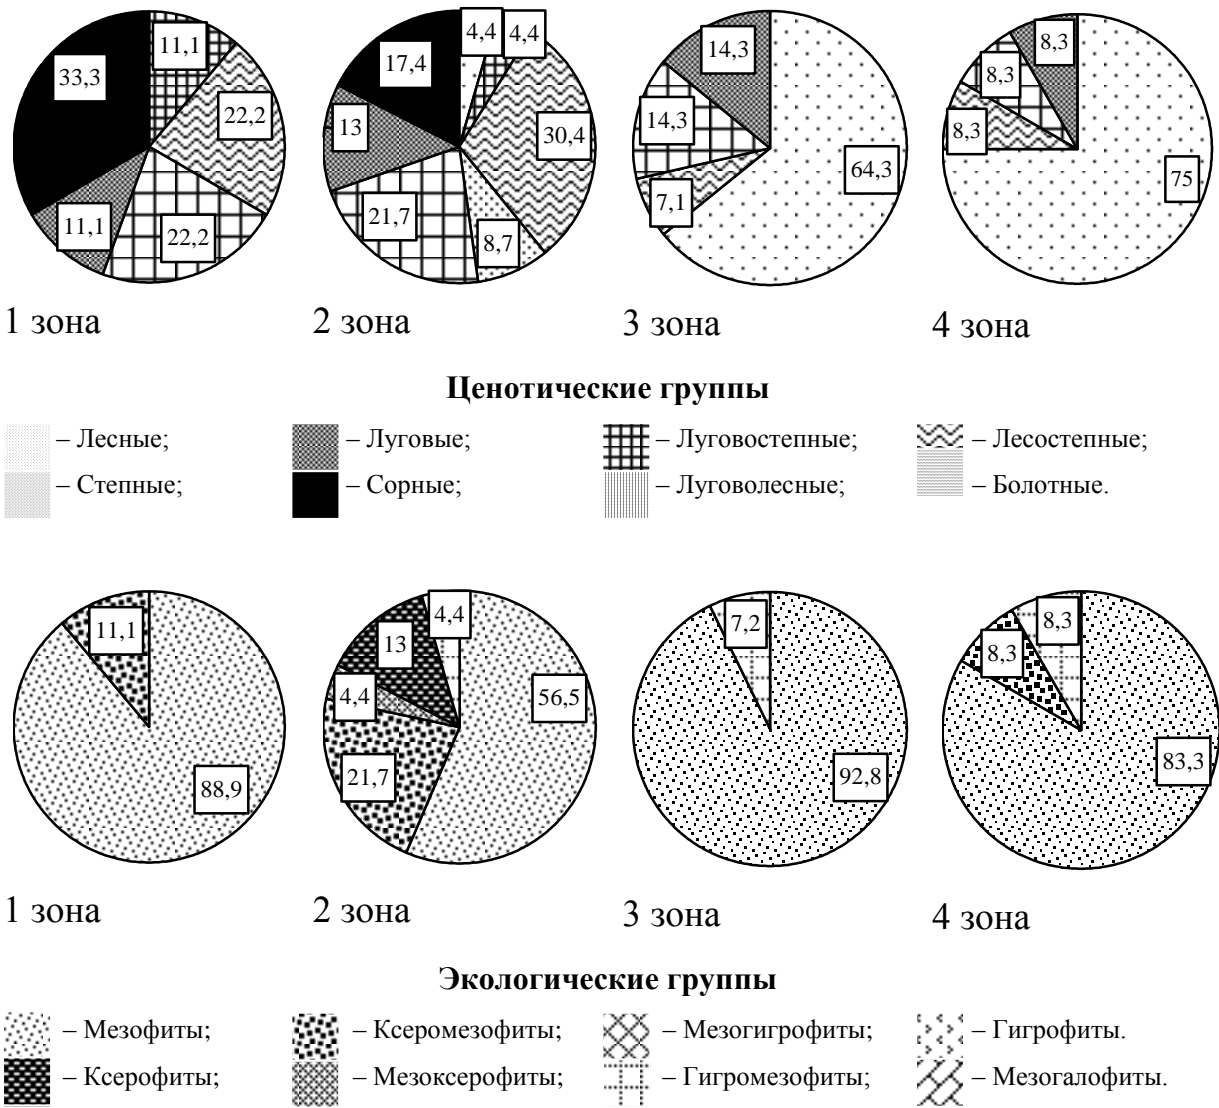 11,1
33,3
22,2
11,1
22,2
4,4
4,4
17,4
13
30,4
21,7
8,7
14,3
14,3
64,3
7,1
8,3
8,3
8,3
75
1 зона
2 зона
3 зона
4 зона
Ценотические группы
– Лесные;
– Луговые;
– Луговостепные;
– Лесостепные;
– Степные;
– Сорные;
– Луговолесные;
– Болотные.
11,1
88,9
4,4
13
4,4
56,5
21,7
7,2
92,8
8,3
8,3
83,3
1 зона
2 зона
3 зона
4 зона
Экологические группы
– Мезофиты;
– Ксеромезофиты;
– Мезогигрофиты;
– Гигрофиты.
– Ксерофиты;
– Мезоксерофиты;
– Гигромезофиты;
– Мезогалофиты.